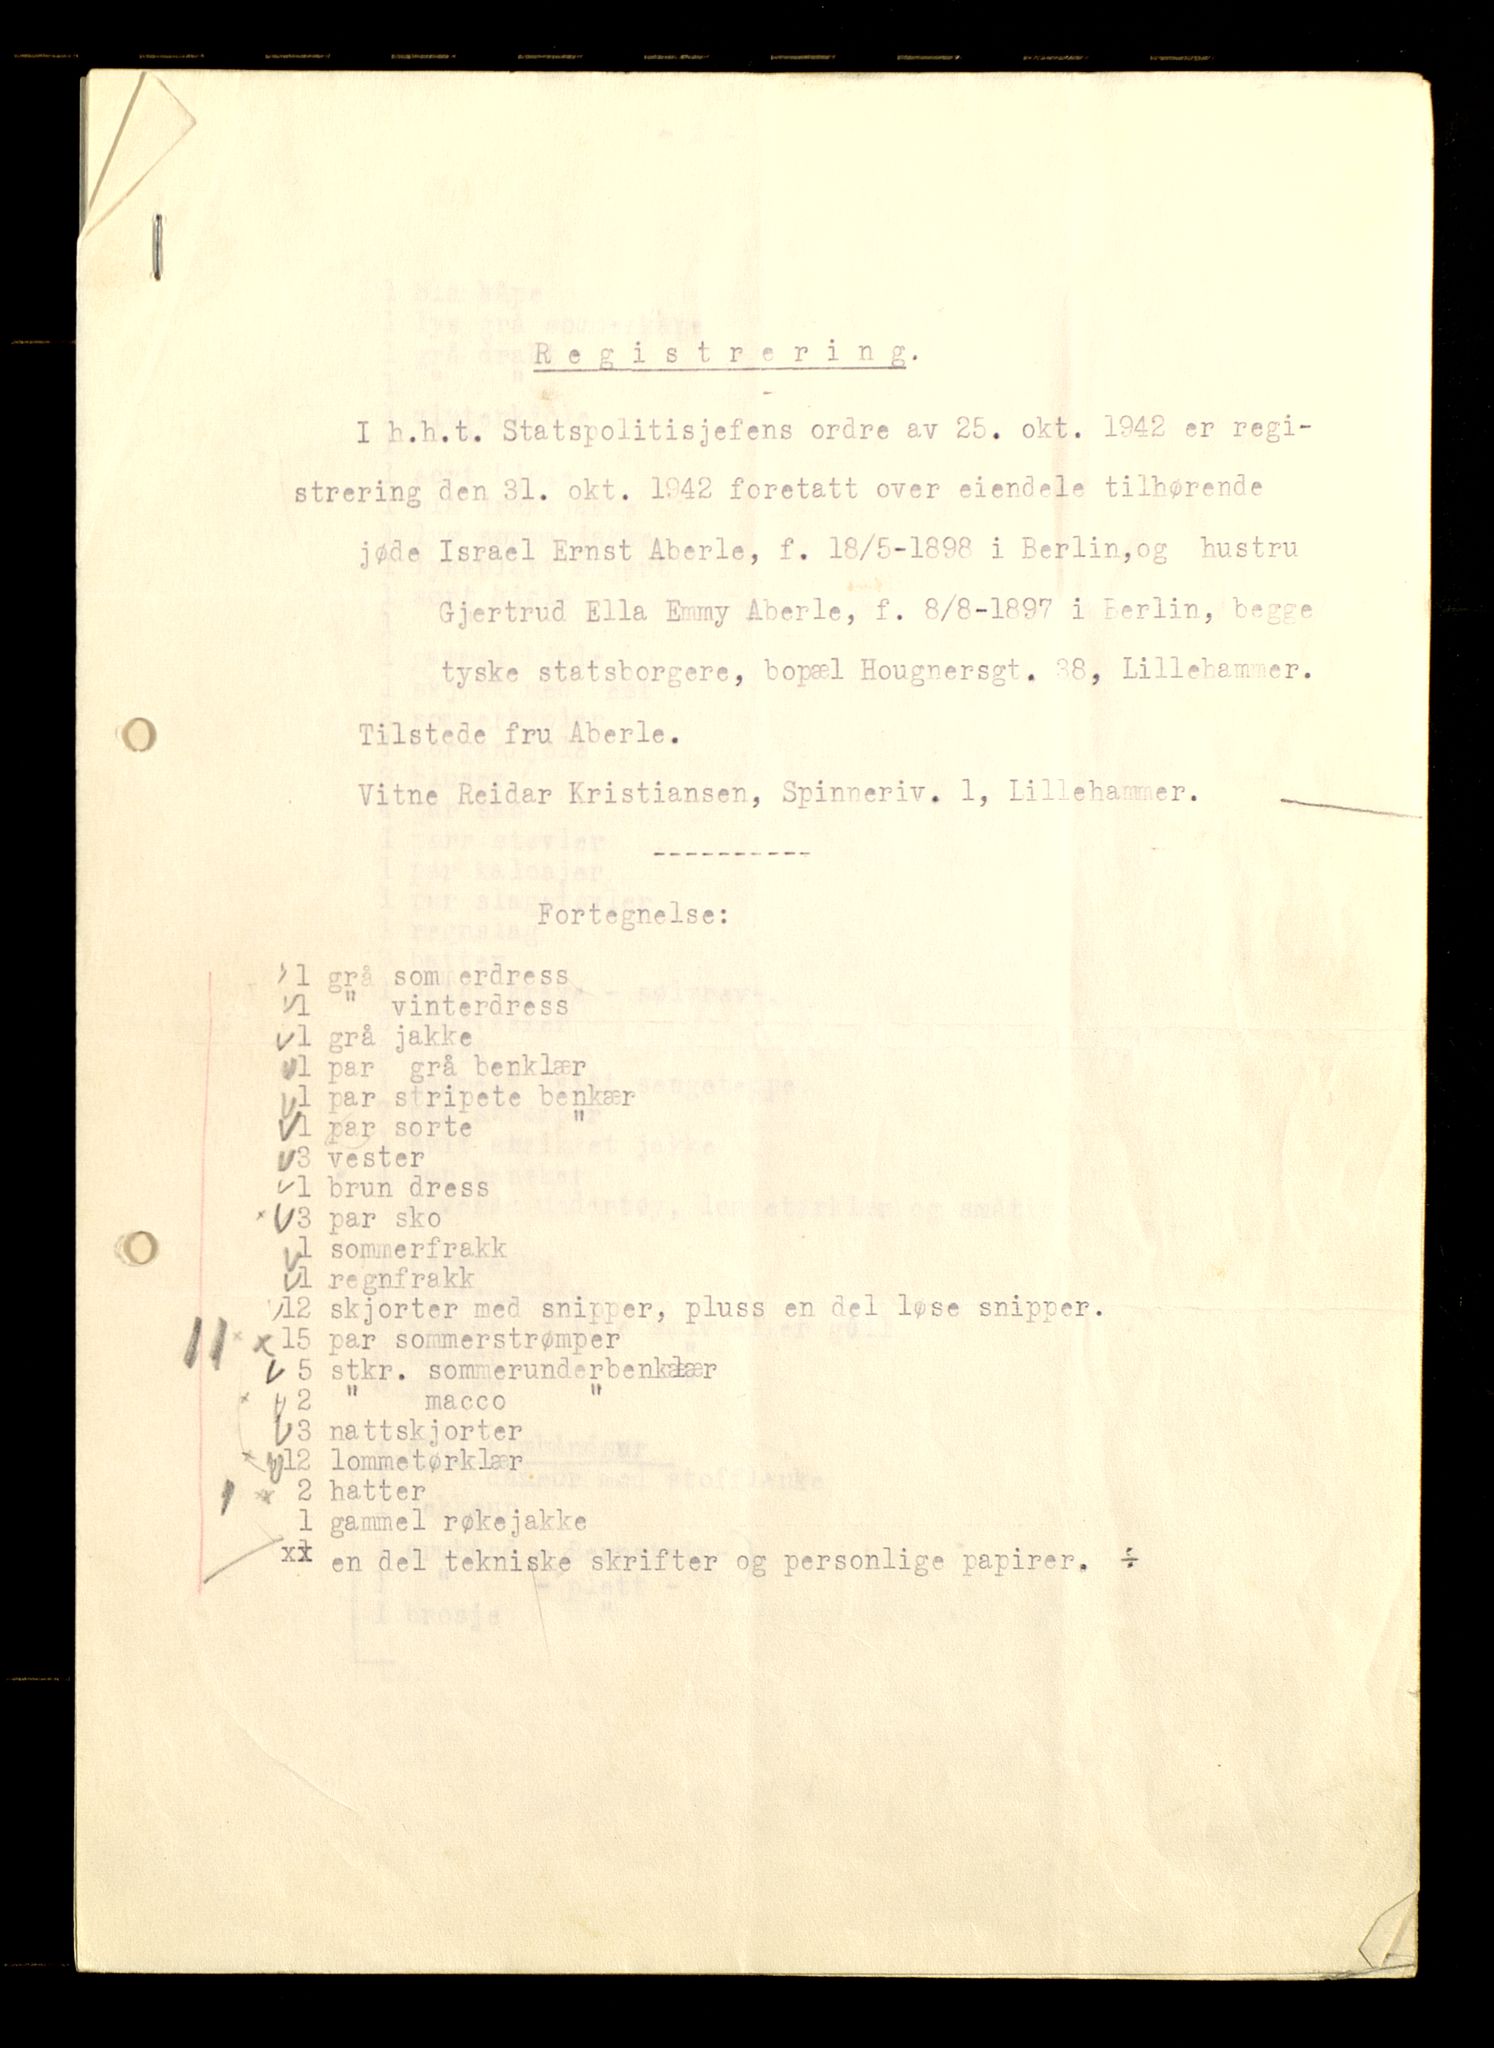 Registrering.
I h.h.t. Statspolitisjefens ordre av 25. okt. 1942 er regi-
strering den 31. okt. 1942 foretatt over eiendele tilhørende
jøde Israel Ernst Aberle, f. 18/5-1898 i Berlin,og hustru
Gjertrud Ella Emmy Aberle, f. 8/8-1897 i Berlin, begge
tyske statsborgere, bopæl Hougnersgt. 38, Lillehammer.
Tilstede fru Aberle.
Vitne Reidar Kristiansen, Spinneriv. 1, Lillehammer.
----------
Fortegnelse:
1 grå sommerdress
1 " vinterdress
1 grå jakke
1 par grå benklær
1 par stripete benkær
1 par sorte "
3 vester
1 brun dress
3 par sko
1 sommerfrakk
1 regnfrakk
12 skjorter med snipper, pluss en del løse snipper.
11 x 15 par sommerstrømper
5 stkr. sommerunderbenklær
2 " macco "
3 nattskjorter
12 lommetørklær
1 x 2 hatter
1 gammel røkejakke
xx en del tekniske skrifter og personlige papirer. ÷